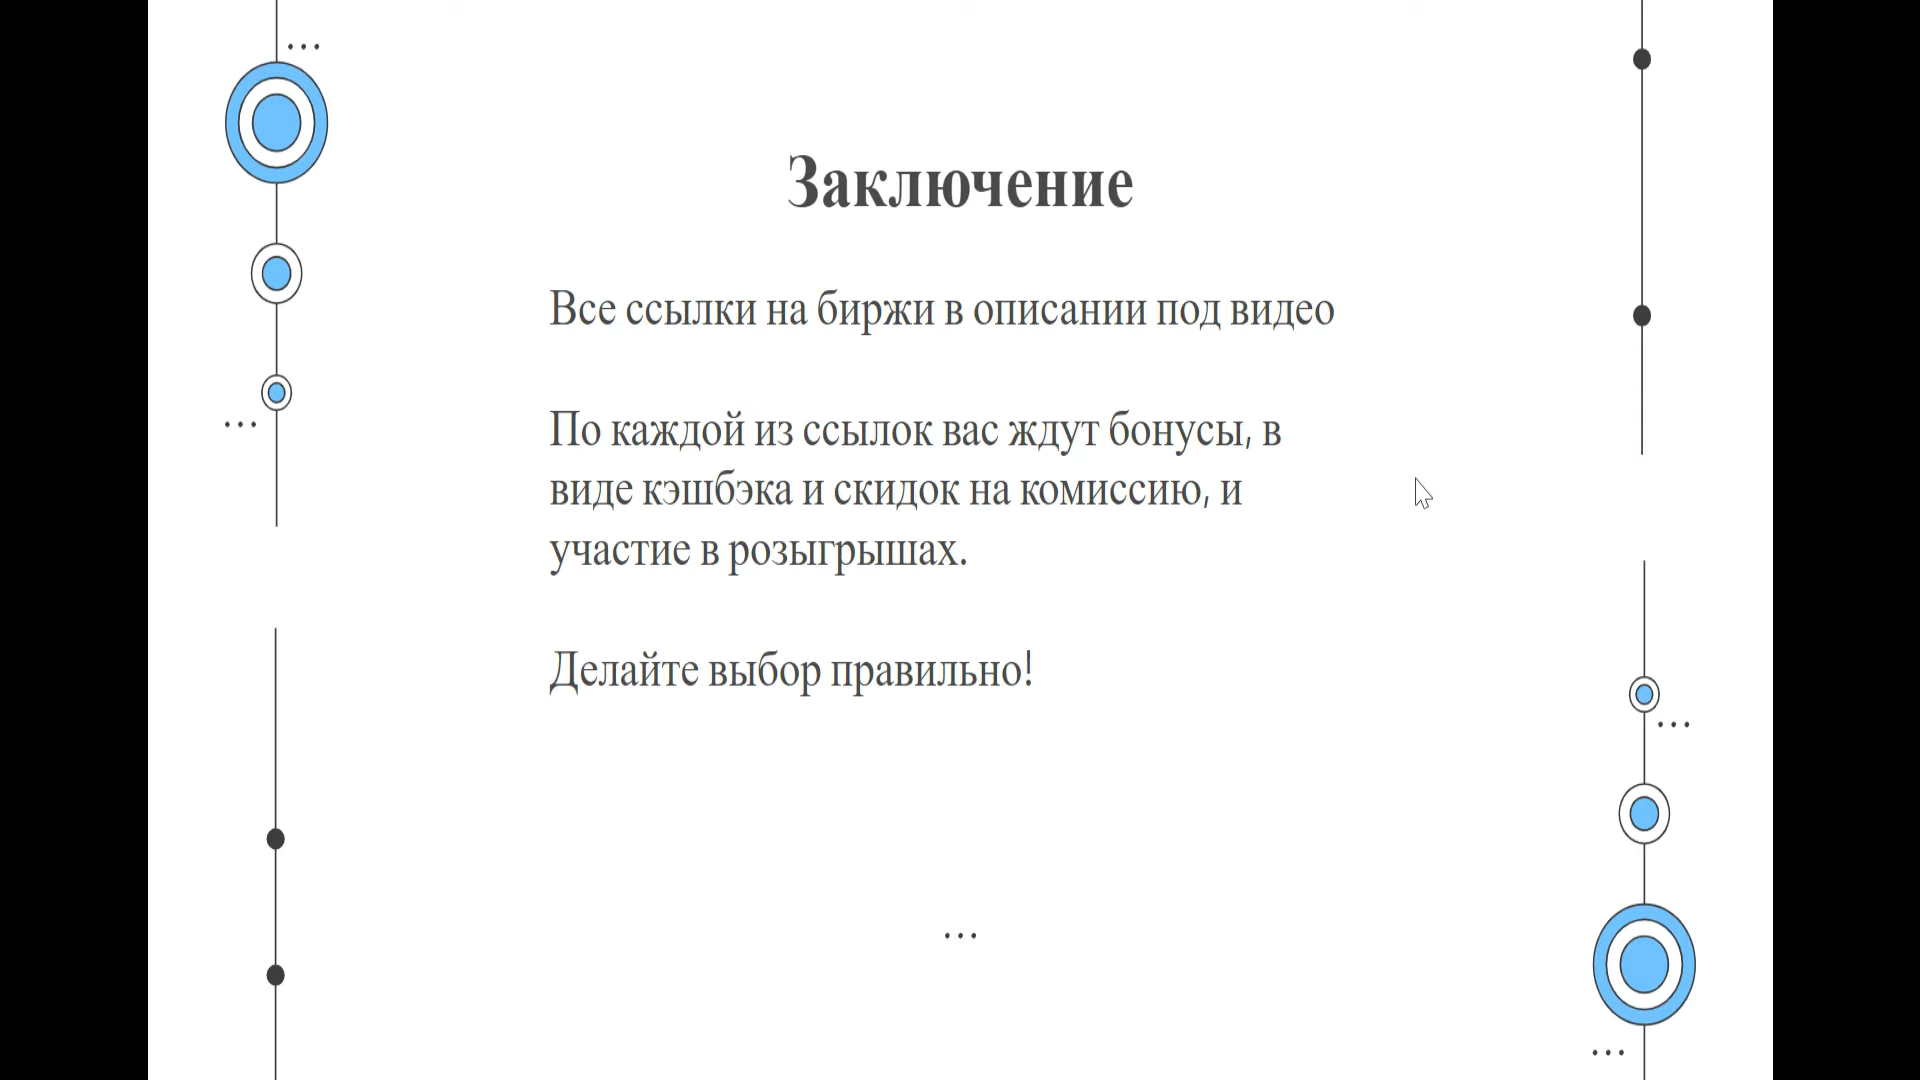 Заключение
Все ссылки на биржи в описании под видео
По каждой из ссылок вас ждут бонусы, в
виде кэшбэка и скидок на комиссию, и
участие в розыгрышах.
Делайте выбор правильно!